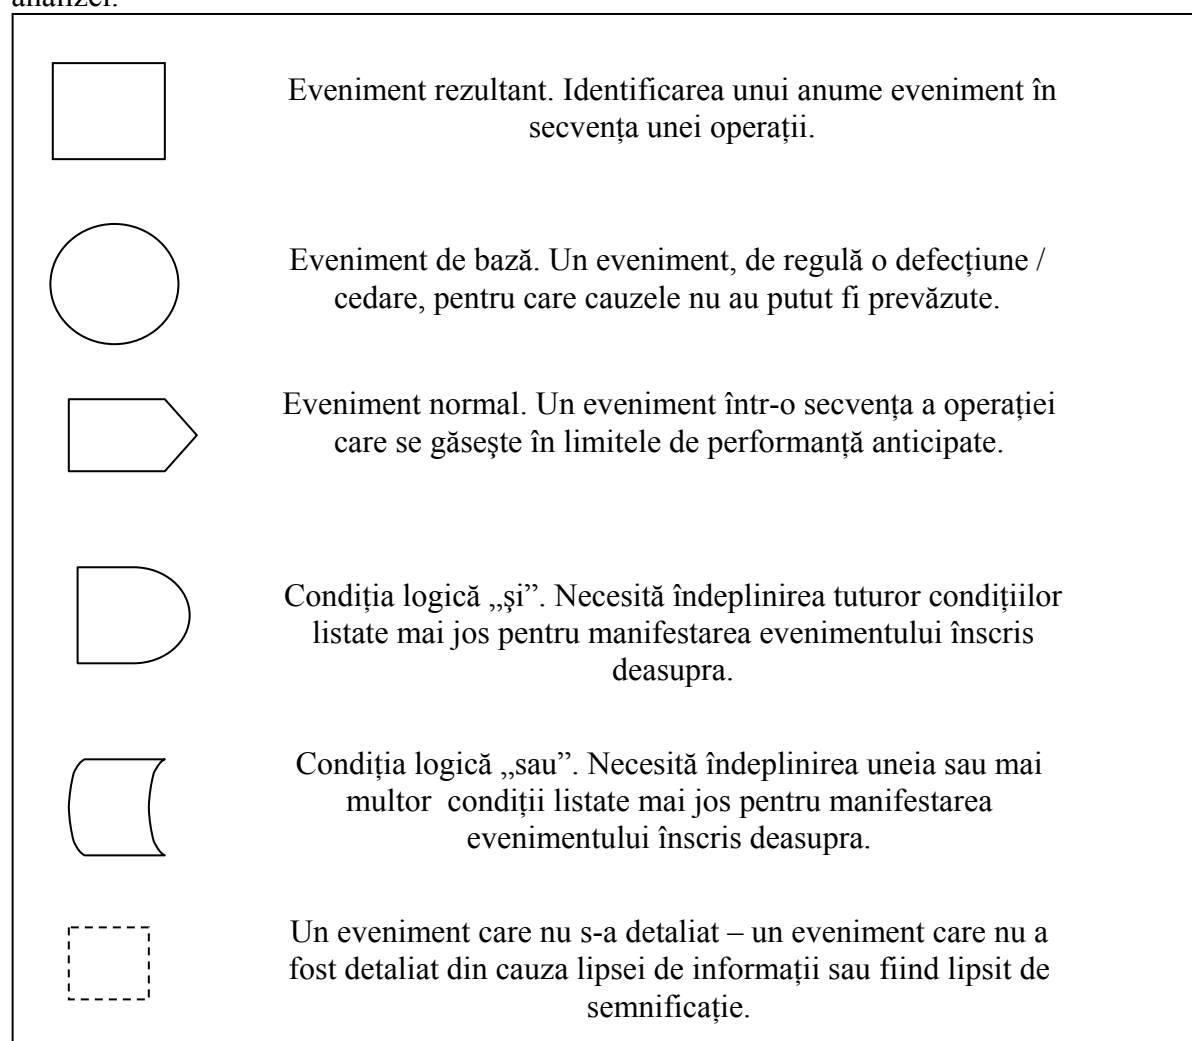 analizei.
Eveniment rezultant. Identificarea unui anume eveniment în
secvența unei operații.
Eveniment de bază. Un eveniment, de regulă o defecțiune /
cedare, pentru care cauzele nu au putut fi prevăzute.
Eveniment normal. Un eveniment într-o secvența a operației
care se găseşte în limitele de performanță anticipate.
Condiția logică „şi”. Necesită îndeplinirea tuturor condițiilor
listate mai jos pentru manifestarea evenimentului înscris
deasupra.
Condiția logică „sau”. Necesită îndeplinirea uneia sau mai
multor condiții listate mai jos pentru manifestarea
evenimentului înscris deasupra.
Un eveniment care nu s-a detaliat – un eveniment care nu a
fost detaliat din cauza lipsei de informații sau fiind lipsit de
semnificație.